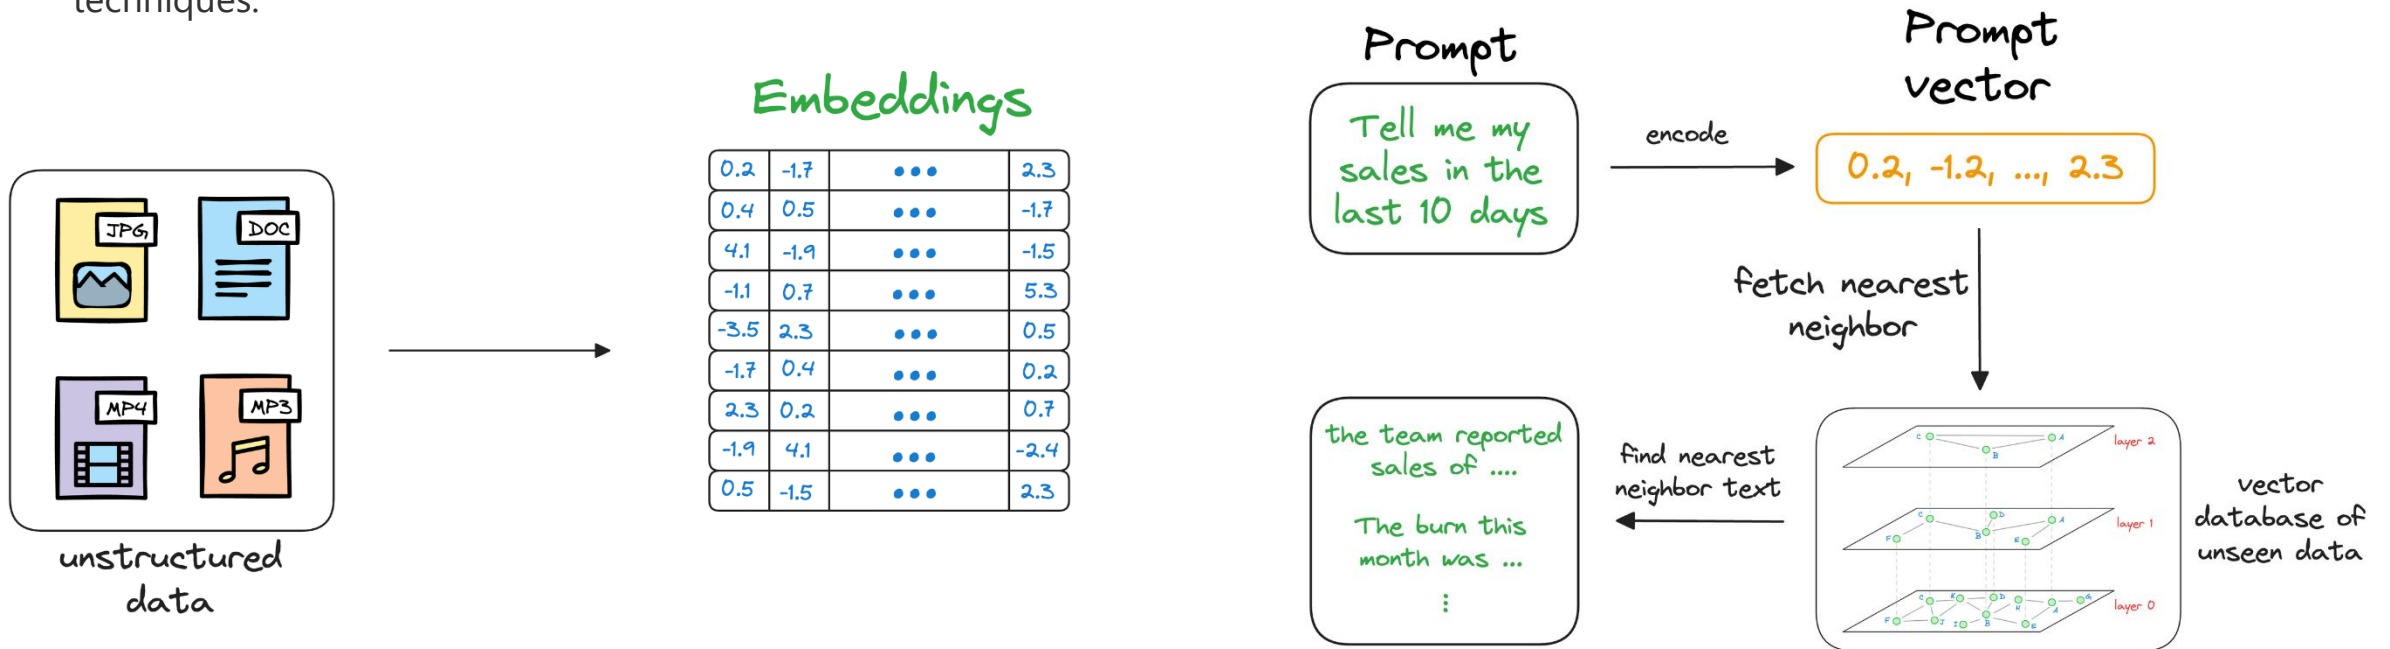 techniques.
JPG
DOC
MP4
MP3
unstructured
data
Embeddings
0.2 -1.7 ••• 2.3
0.4 0.5 ••• -1.7
4.1 -1.9 ••• -1.5
-1.1 0.7 ••• 5.3
-3.5 2.3 ••• 0.5
-1.7 0.4 ••• 0.2
2.3 0.2 ••• 0.7
-1.9 4.1 ••• -2.4
0.5 -1.5 ••• 2.3
Prompt
Tell me my
sales in the
last 10 days
encode
Prompt
vector
0.2, -1.2, ..., 2.3
fetch nearest
neighbor
C A
B
layer 2
C D A
F B E
layer 1
C K D H A G
F J I B E
layer 0
vector
database of
unseen data
find nearest
neighbor text
the team reported
sales of ....
The burn this
month was ...
⋮